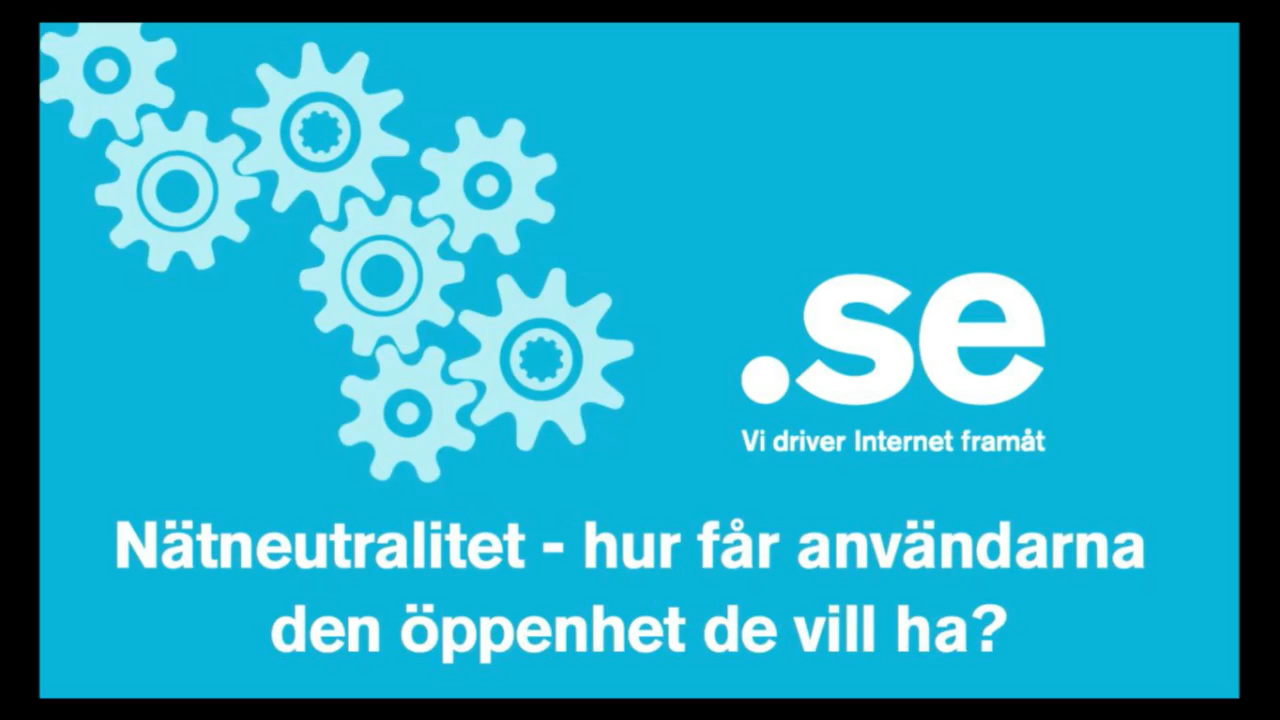 .se
Vi driver Internet framåt
Nätneutralitet - hur får användarna
den öppenhet de vill ha?